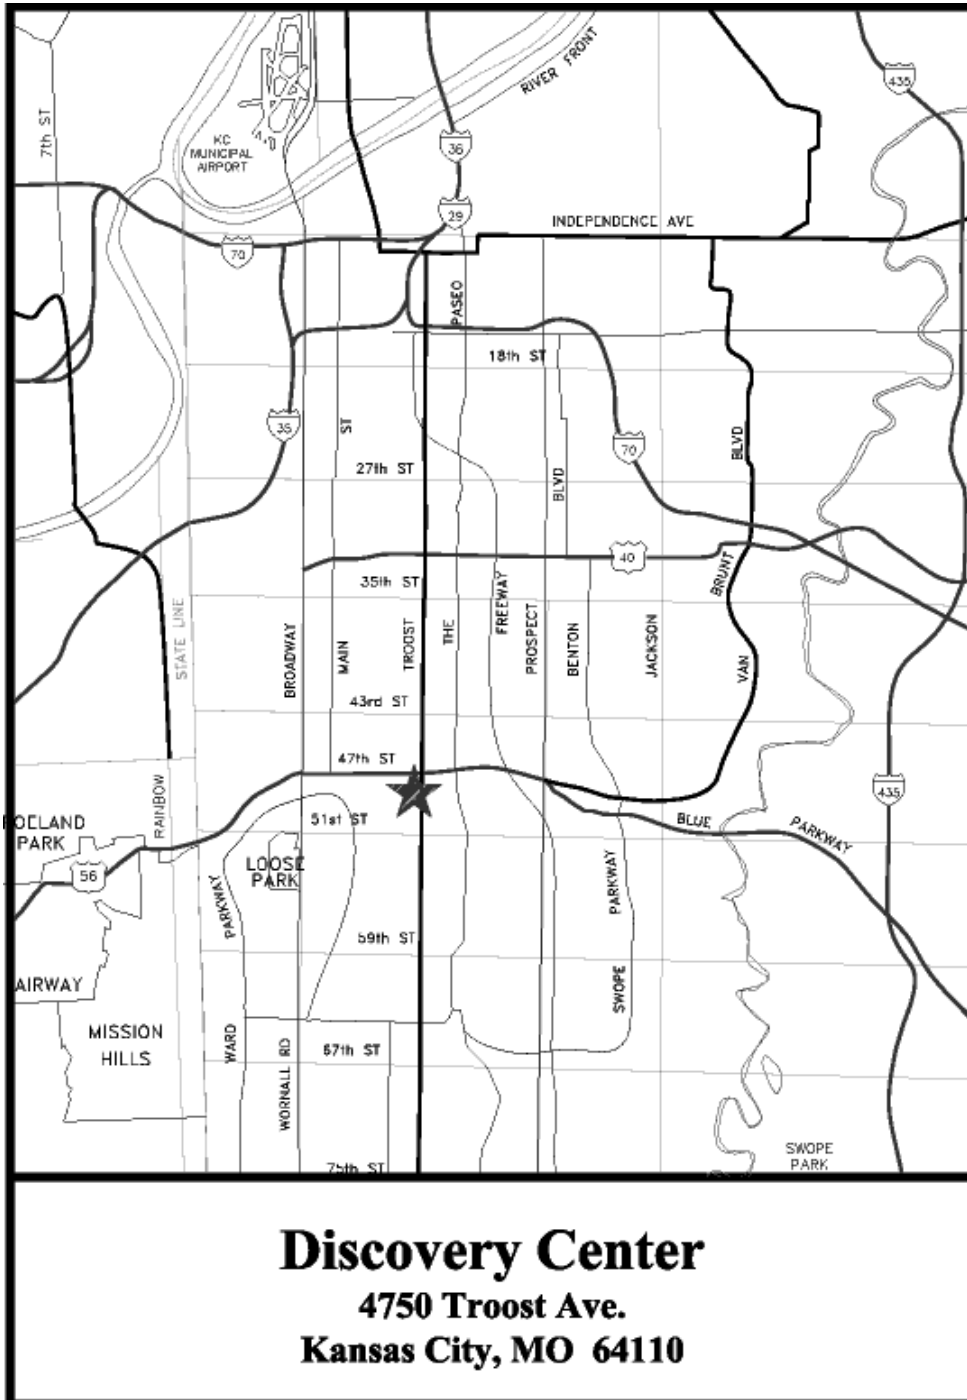 RIVER FRONT
435
7th ST
KC
MUNICIPAL
AIRPORT
36
29
INDEPENDENCE AVE
70
PASEO
18th ST
35
ST
27th ST
BLVD
70
BLVD
40
35th ST
FREEWAY
BRUNT
STATE LINE
BROADWAY
MAIN
TROOST
THE
PROSPECT
BENTON
JACKSON
VAN
43rd ST
47th ST
435
RAINBOW
51st ST
BLUE
PARKWAY
ROELAND
PARK
LOOSE
PARK
56
PARKWAY
PARKWAY
59th ST
AIRWAY
SWOPE
MISSION
HILLS
WARD
WORNALL RD
67th ST
SWOPE
PARK
75th ST
Discovery Center
4750 Troost Ave.
Kansas City, MO 64110